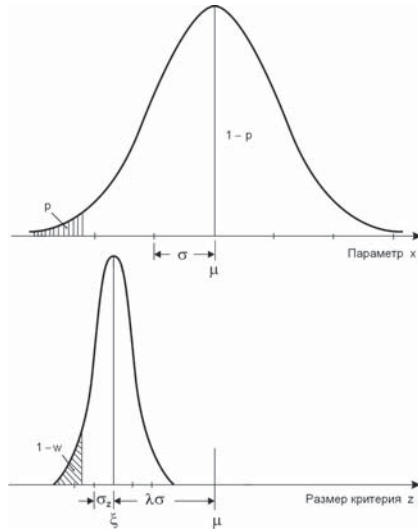 p
1 – p
σ
Параметр x
μ
1 – w
σz
λσ
Размер критерия z
ξ
μ